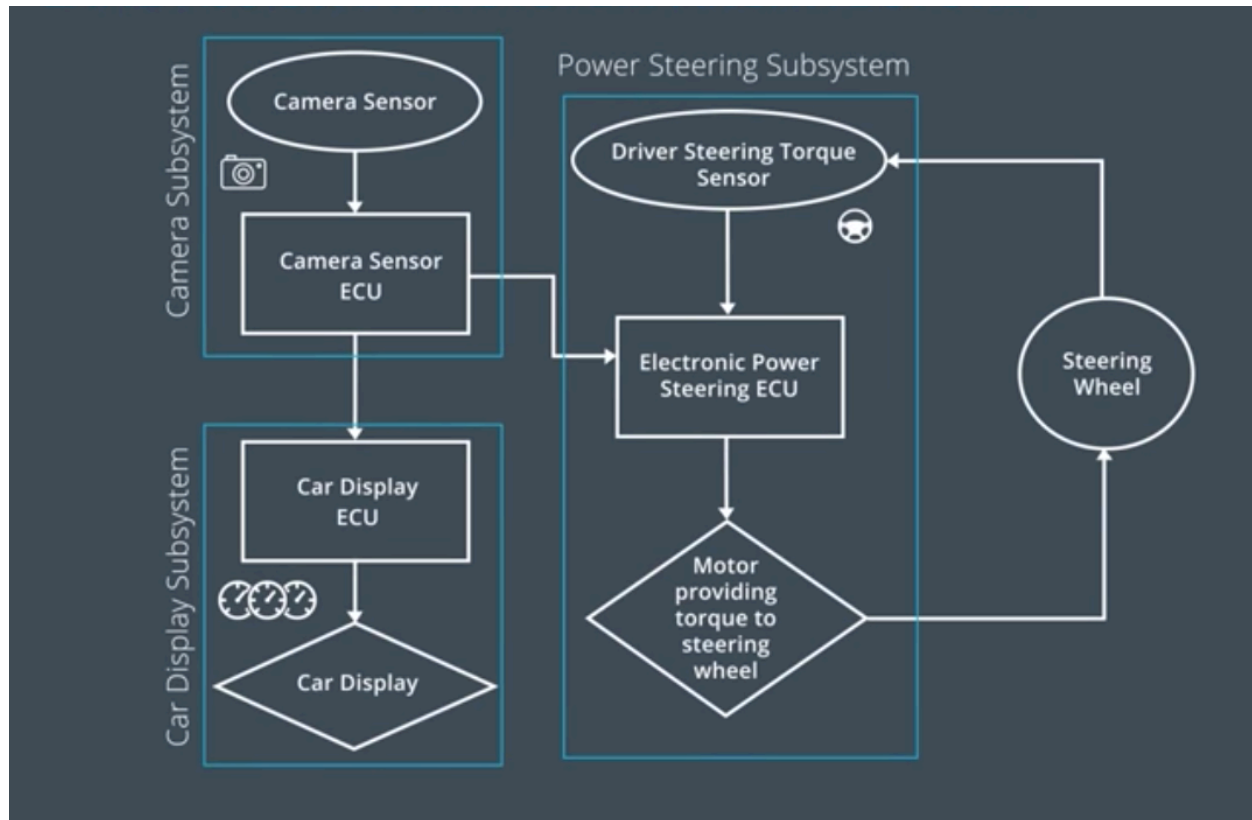 Camera Subsystem
Camera Sensor
Camera Sensor
ECU
Car Display Subsystem
Car Display
ECU
Car Display
Power Steering Subsystem
Driver Steering Torque
Sensor
Electronic Power
Steering ECU
Motor
providing
torque to
steering
wheel
Steering
Wheel